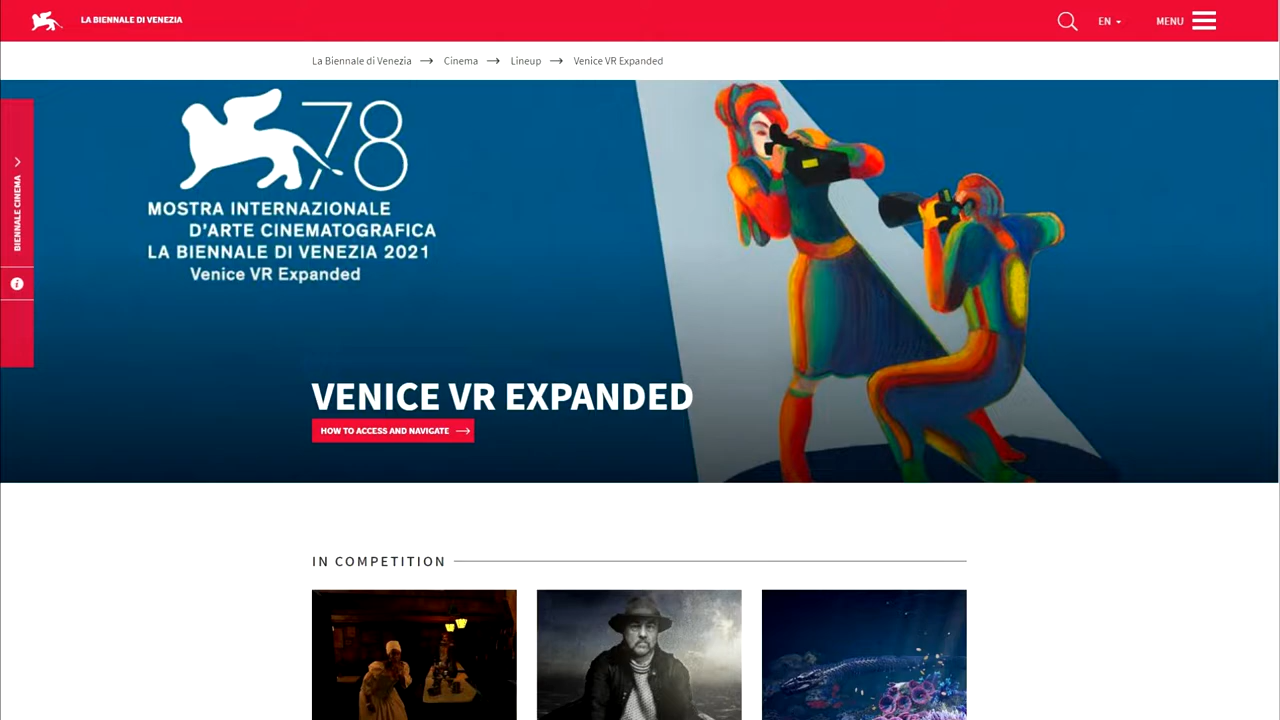 LA BIENNALE DI VENEZIA
EN
MENU
La Biennale di Venezia → Cinema → Lineup → Venice VR Expanded
BIENNALE CINEMA
78
MOSTRA INTERNAZIONALE
D'ARTE CINEMATOGRAFICA
LA BIENNALE DI VENEZIA 2021
Venice VR Expanded
VENICE VR EXPANDED
HOW TO ACCESS AND NAVIGATE →
IN COMPETITION